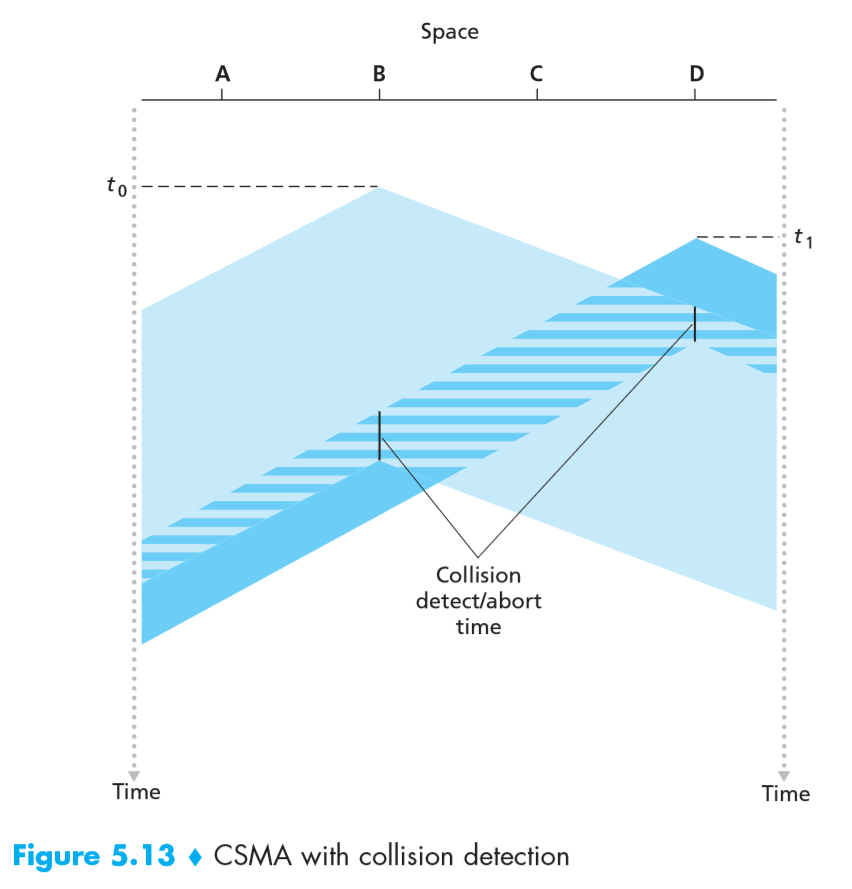 Space
A B C D
t0
t1
Collision
detect/abort
time
Time
Time
Figure 5.13 ♦ CSMA with collision detection